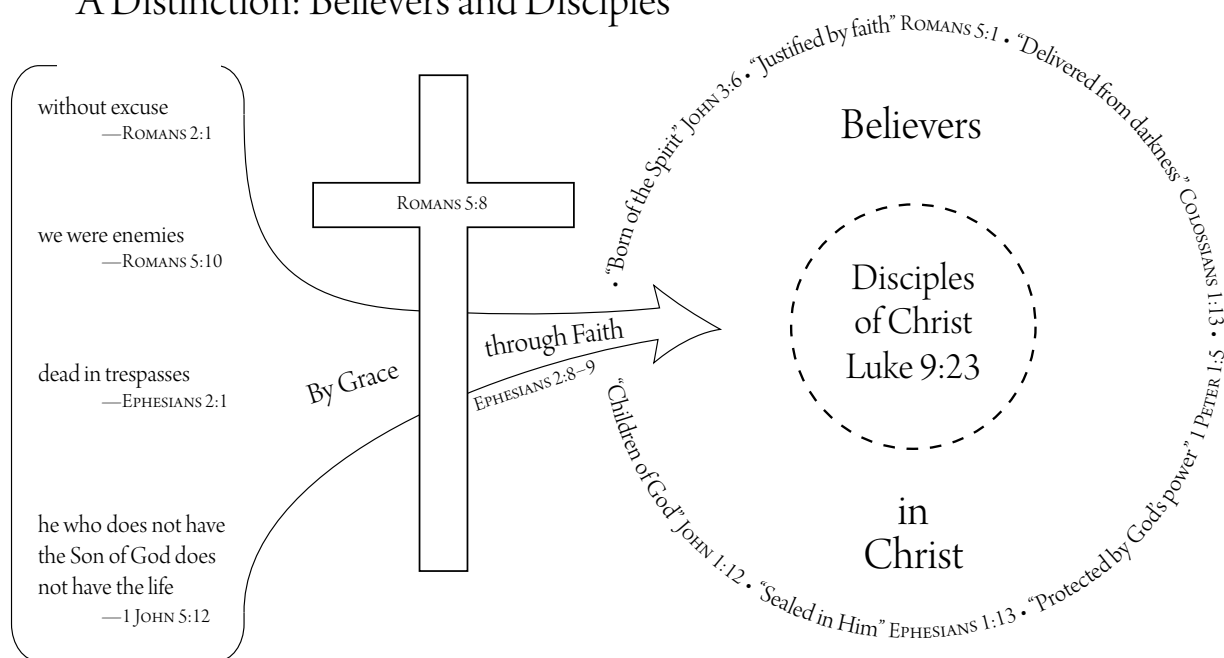 A Distinction: Believers and Disciples
without excuse
—Romans 2:1
we were enemies
—Romans 5:10
dead in trespasses
—Ephesians 2:1
he who does not have
the Son of God does
not have the life
—1 John 5:12
Romans 5:8
By Grace
through Faith
Ephesians 2:8–9
• “Born of the Spirit” John 3:6 • “Justified by faith” Romans 5:1 • “Delivered from darkness” Colossians 1:13 •
“Children of God” John 1:12 • “Sealed in Him” Ephesians 1:13 • “Protected by God’s power” 1 Peter 1:5
Believers
Disciples
of Christ
Luke 9:23
in
Christ